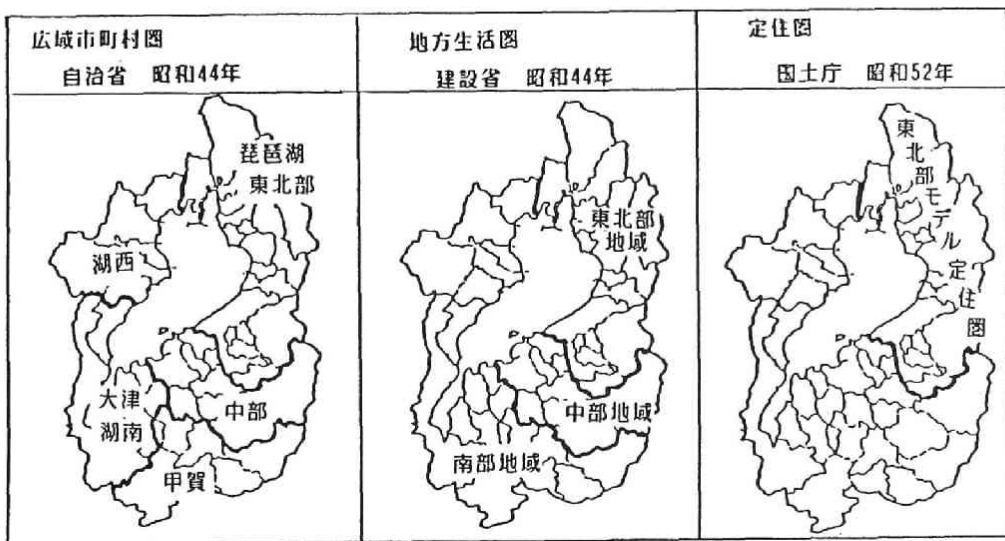 広域市町村圏
自治省 昭和44年
琵琶湖
東北部
湖西
大津
湖南
中部
甲賀
地方生活圏
建設省 昭和44年
東北部
地域
中部地域
南部地域
定住圏
国土庁 昭和52年
東北部モデル定住圏